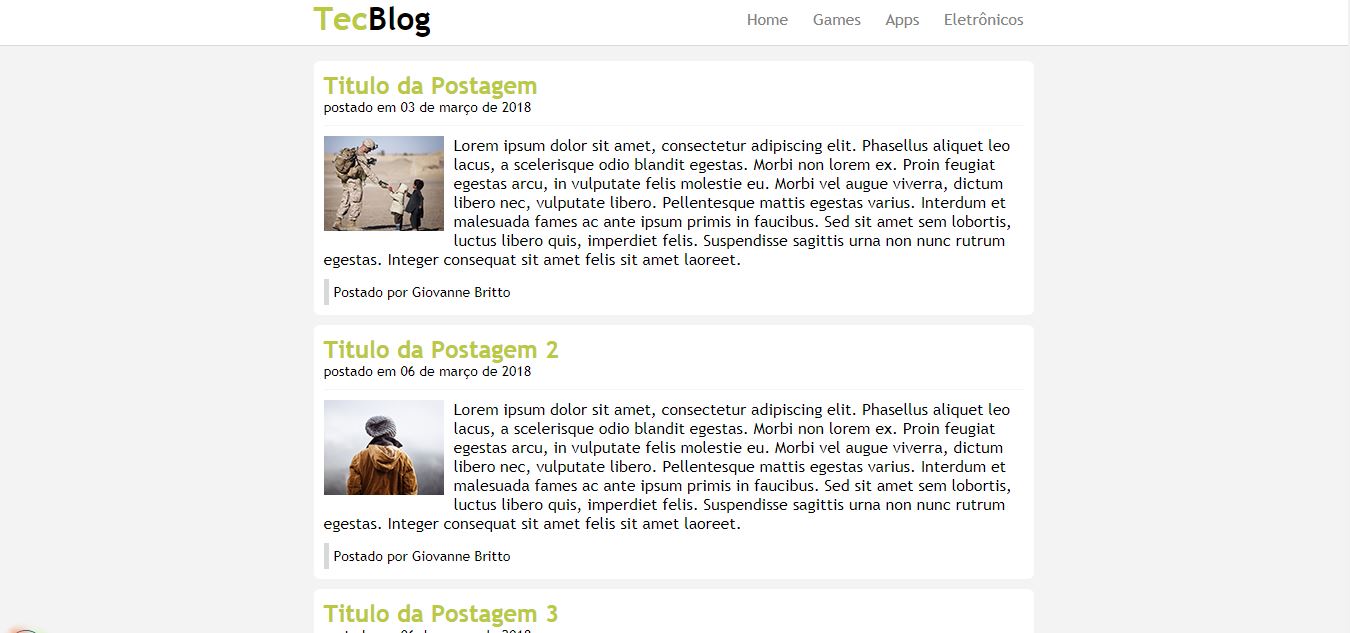 TecBlog
Home Games Apps Eletrônicos
Titulo da Postagem
postado em 03 de março de 2018
Lorem ipsum dolor sit amet, consectetur adipiscing elit. Phasellus aliquet leo
lacus, a scelerisque odio blandit egestas. Morbi non lorem ex. Proin feugiat
egestas arcu, in vulputate felis molestie eu. Morbi vel augue viverra, dictum
libero nec, vulputate libero. Pellentesque mattis egestas varius. Interdum et
malesuada fames ac ante ipsum primis in faucibus. Sed sit amet sem lobortis,
luctus libero quis, imperdiet felis. Suspendisse sagittis urna non nunc rutrum
egestas. Integer consequat sit amet felis sit amet laoreet.
Postado por Giovanne Britto
Titulo da Postagem 2
postado em 06 de março de 2018
Lorem ipsum dolor sit amet, consectetur adipiscing elit. Phasellus aliquet leo
lacus, a scelerisque odio blandit egestas. Morbi non lorem ex. Proin feugiat
egestas arcu, in vulputate felis molestie eu. Morbi vel augue viverra, dictum
libero nec, vulputate libero. Pellentesque mattis egestas varius. Interdum et
malesuada fames ac ante ipsum primis in faucibus. Sed sit amet sem lobortis,
luctus libero quis, imperdiet felis. Suspendisse sagittis urna non nunc rutrum
egestas. Integer consequat sit amet felis sit amet laoreet.
Postado por Giovanne Britto
Titulo da Postagem 3